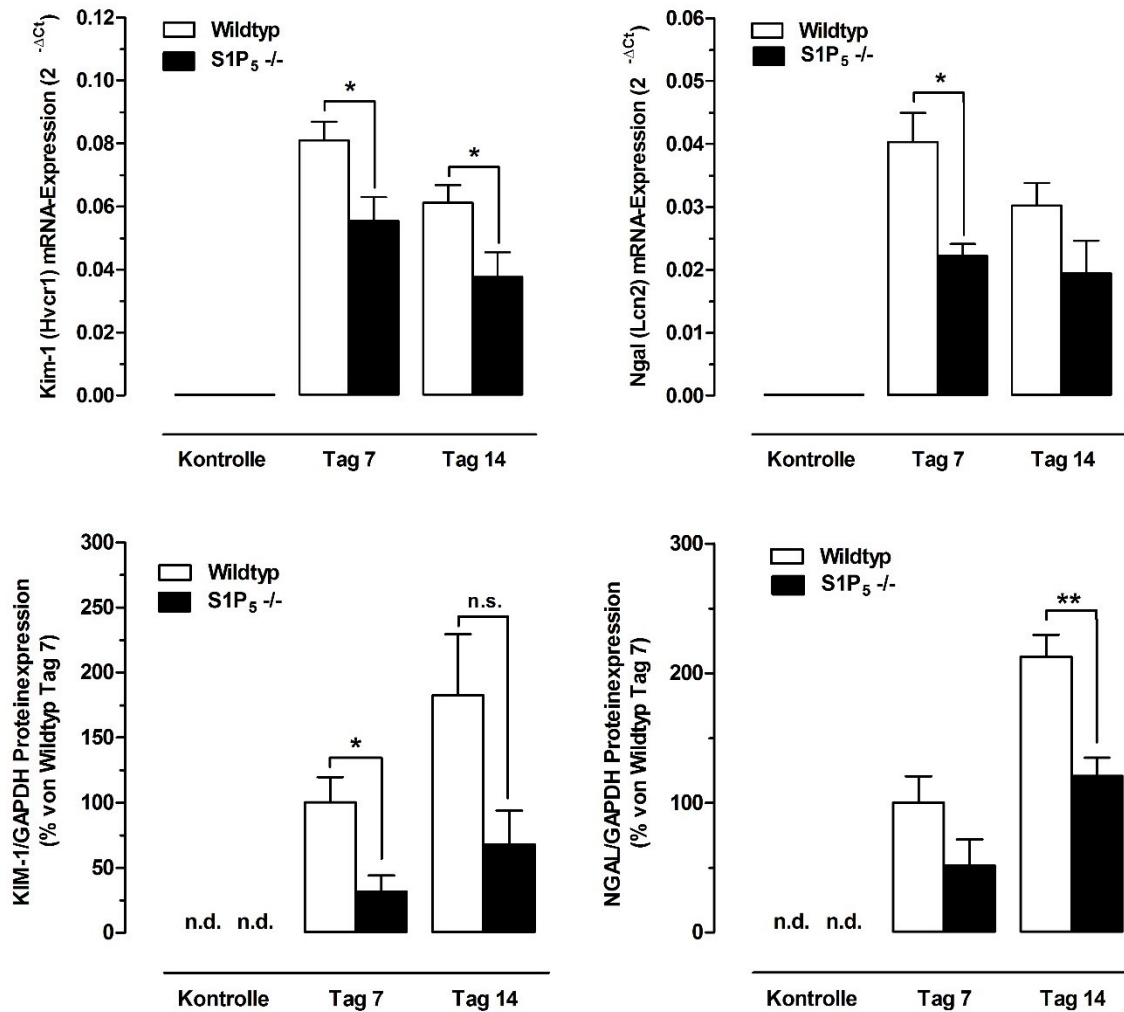 Kim-1 (Hvcr1) mRNA-Expression (2 -ΔCt)
0.12
0.10
0.08
0.06
0.04
0.02
0.00
Wildtyp
S1P5 -/-
*
*
Kontrolle Tag 7 Tag 14
Ngal (Lcn2) mRNA-Expression (2 -ΔCt)
0.06
0.05
0.04
0.03
0.02
0.01
0.00
Wildtyp
S1P5 -/-
*
Kontrolle Tag 7 Tag 14
KIM-1/GAPDH Proteinexpression
(% von Wildtyp Tag 7)
300
250
200
150
100
50
0
Wildtyp
S1P5 -/-
n.s.
*
n.d. n.d.
Kontrolle Tag 7 Tag 14
NGAL/GAPDH Proteinexpression
(% von Wildtyp Tag 7)
300
200
100
0
Wildtyp
S1P5 -/-
**
n.d. n.d.
Kontrolle Tag 7 Tag 14